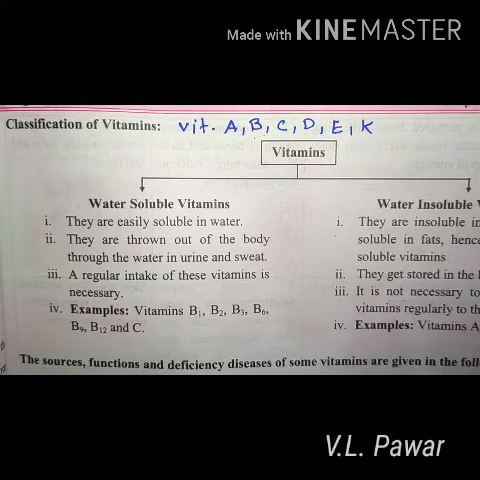 Made with KINEMASTER
Classification of Vitamins: vit. A, B, C, D, E, K
Vitamins
Water Soluble Vitamins
i. They are easily soluble in water.
ii. They are thrown out of the body
through the water in urine and sweat.
iii. A regular intake of these vitamins is
necessary.
iv. Examples: Vitamins B1, B2, B3, B6,
B9, B12 and C.
Water Insoluble
i. They are insoluble in
soluble in fats, hence
soluble vitamins
ii. They get stored in the
iii. It is not necessary to
vitamins regularly to
iv. Examples: Vitamins A
The sources, functions and deficiency diseases of some vitamins are given in the
V.L. Pawar